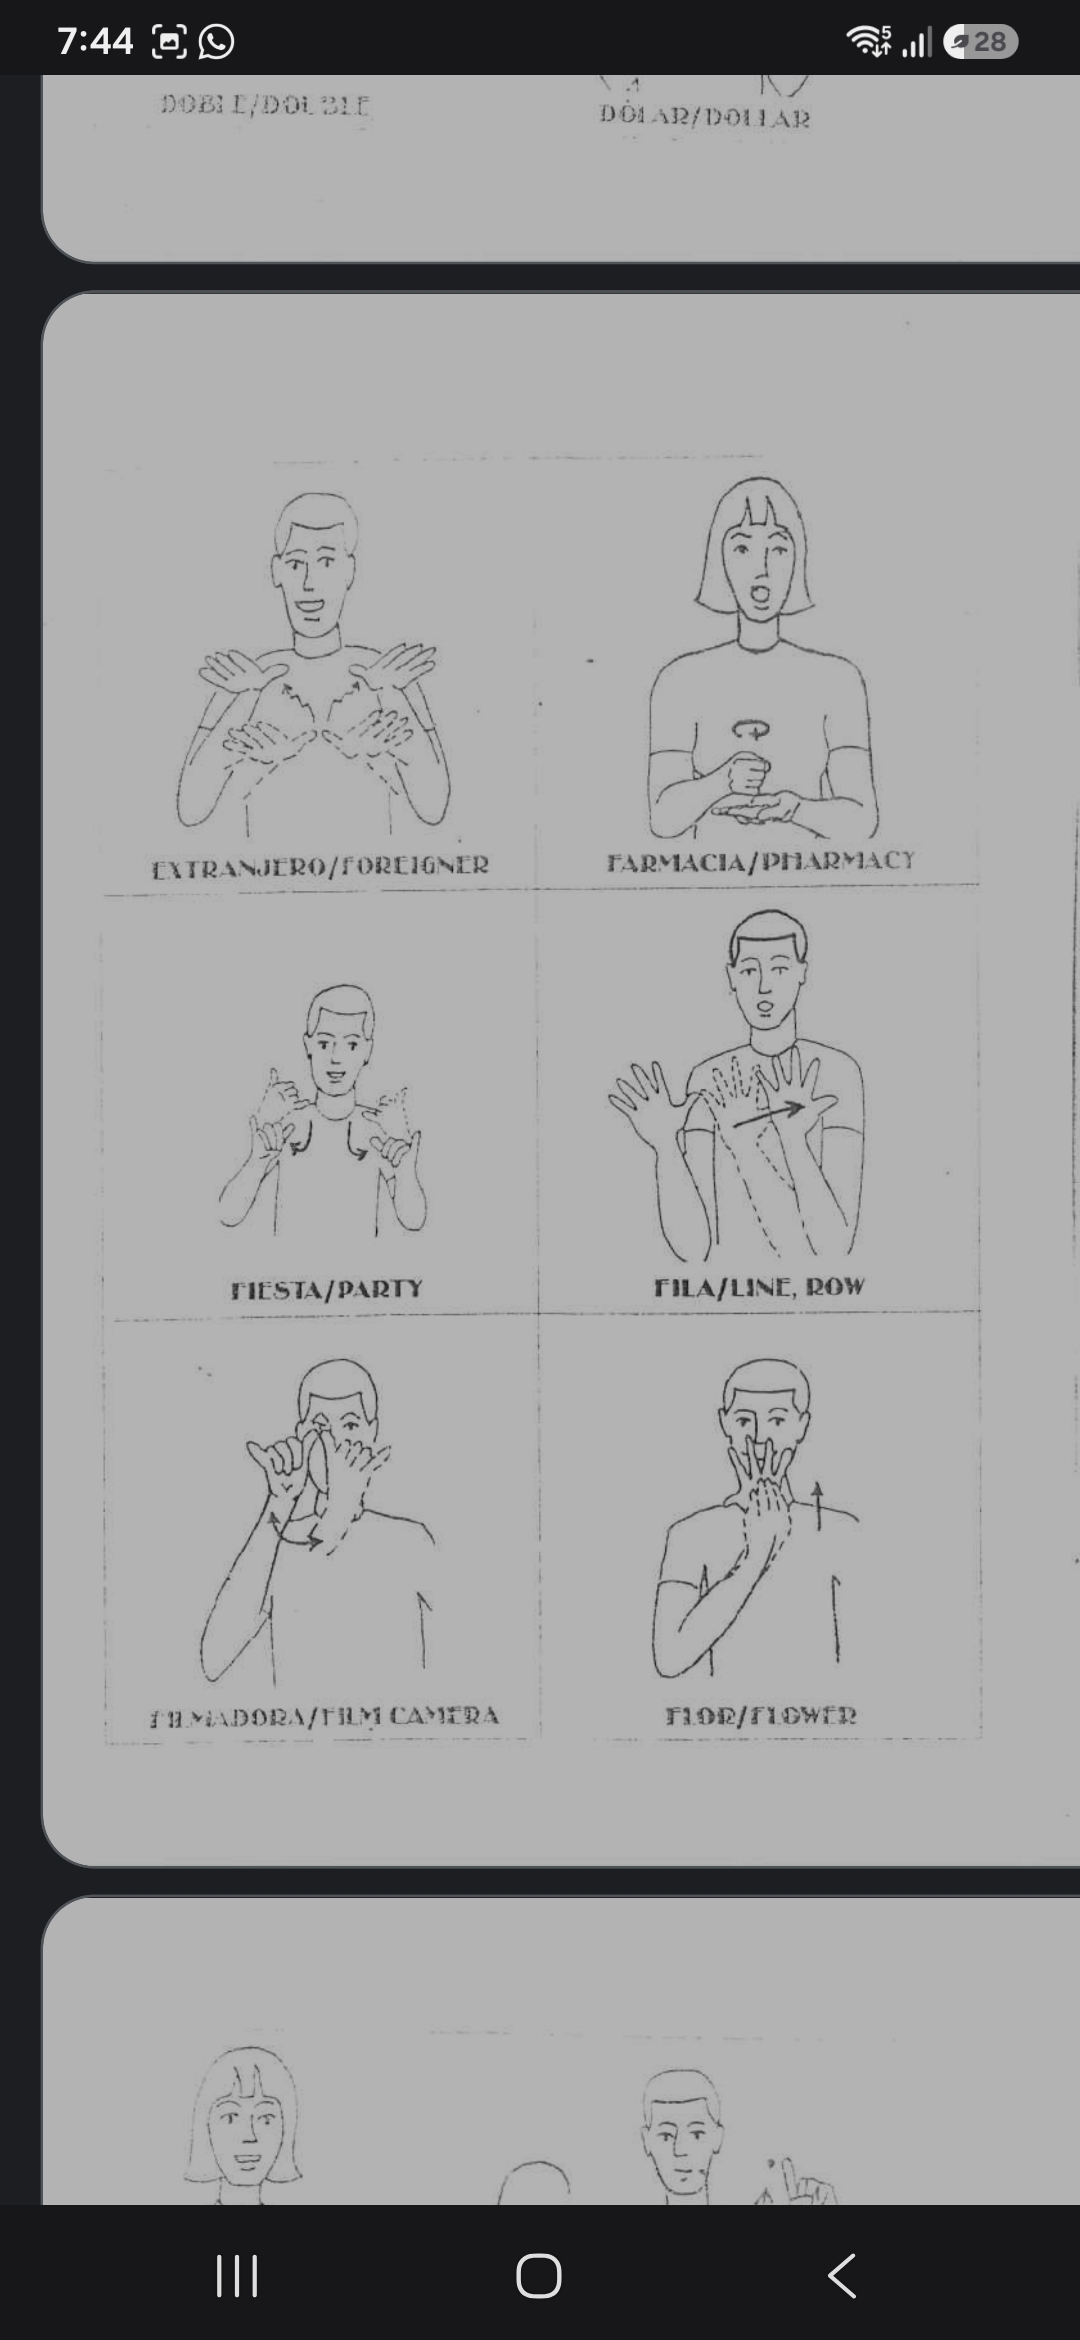 7:44
5
28
DOBLE/DOUBLE
DÓLAR/DOLLAR
EXTRANJERO/FOREIGNER
FARMACIA/PHARMACY
FIESTA/PARTY
FILA/LINE, ROW
FILMADORA/FILM CAMERA
FLOR/FLOWER